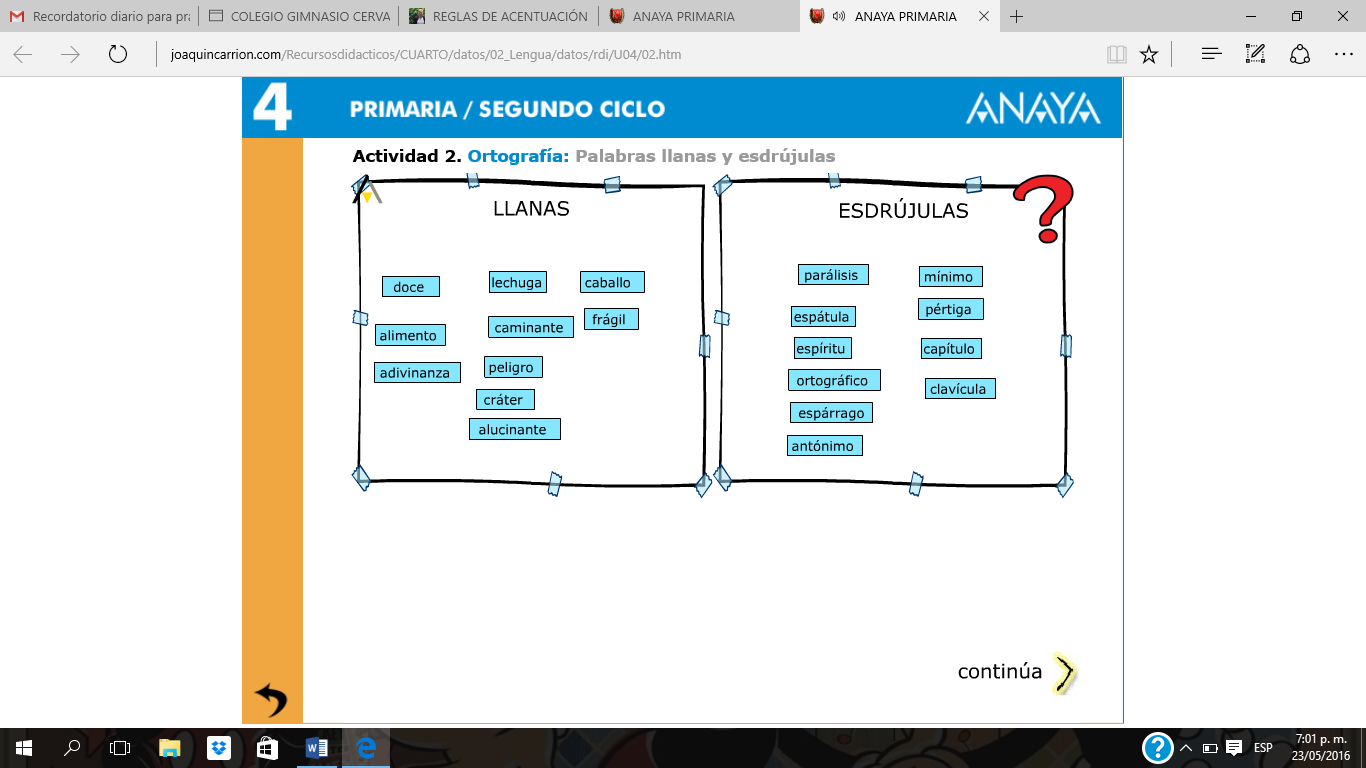 Recordatorio diario para pra
COLEGIO GIMNASIO CERVA
REGLAS DE ACENTUACIÓN
ANAYA PRIMARIA
ANAYA PRIMARIA
joaquincarrion.com/Recursosdidacticos/CUARTO/datos/02_Lengua/datos/rdi/U04/02.htm
4 PRIMARIA / SEGUNDO CICLO ANAYA
Actividad 2. Ortografía: Palabras llanas y esdrújulas
LLANAS
doce
lechuga
caballo
frágil
alimento
caminante
adivinanza
peligro
cráter
alucinante
ESDRÚJULAS
?
parálisis
mínimo
espátula
pértiga
espíritu
capítulo
ortográfico
clavícula
espárrago
antónimo
continúa
ESP
7:01 p. m.
23/05/2016